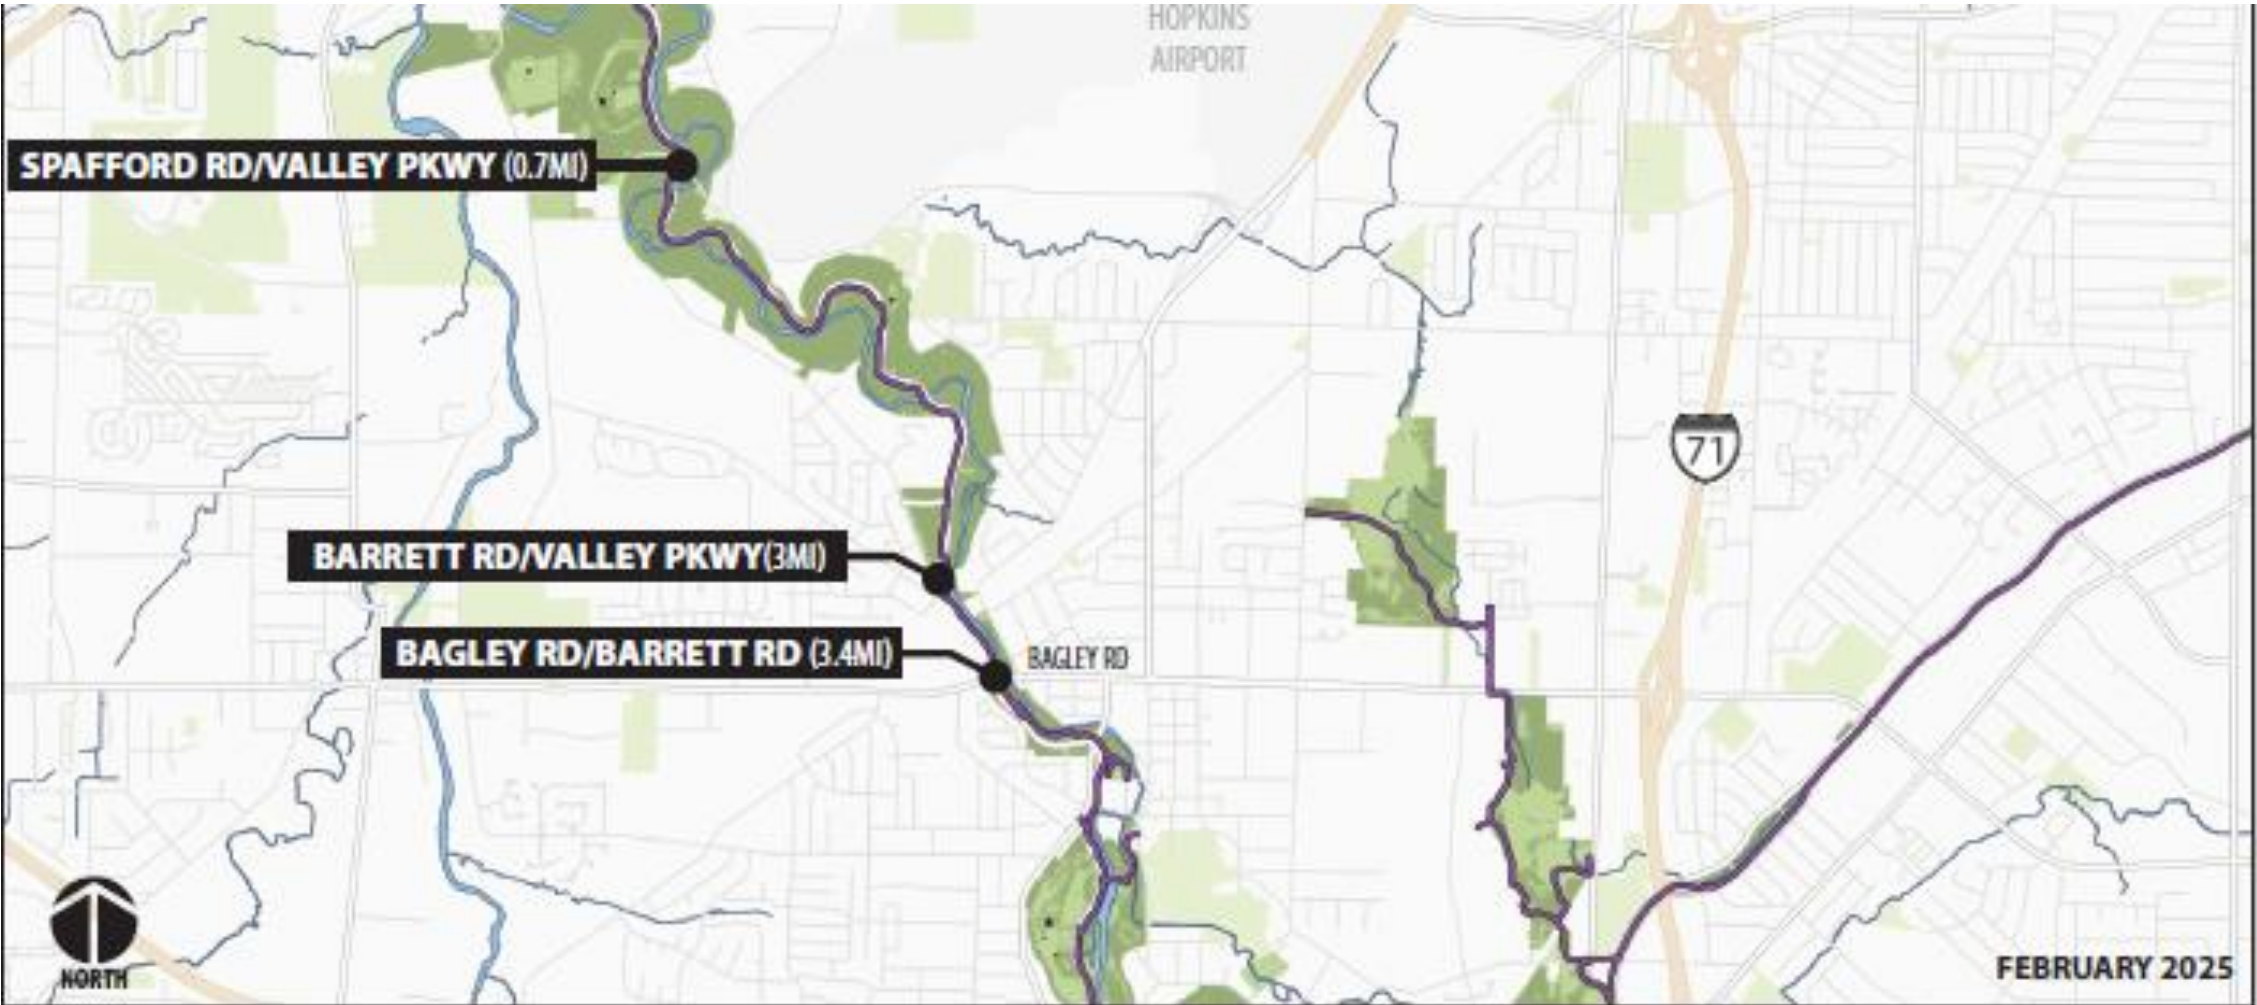 HOPKINS
AIRPORT
SPAFFORD RD/VALLEY PKWY (0.7MI)
71
BARRETT RD/VALLEY PKWY(3MI)
BAGLEY RD/BARRETT RD (3.4MI)
BAGLEY RD
NORTH
FEBRUARY 2025